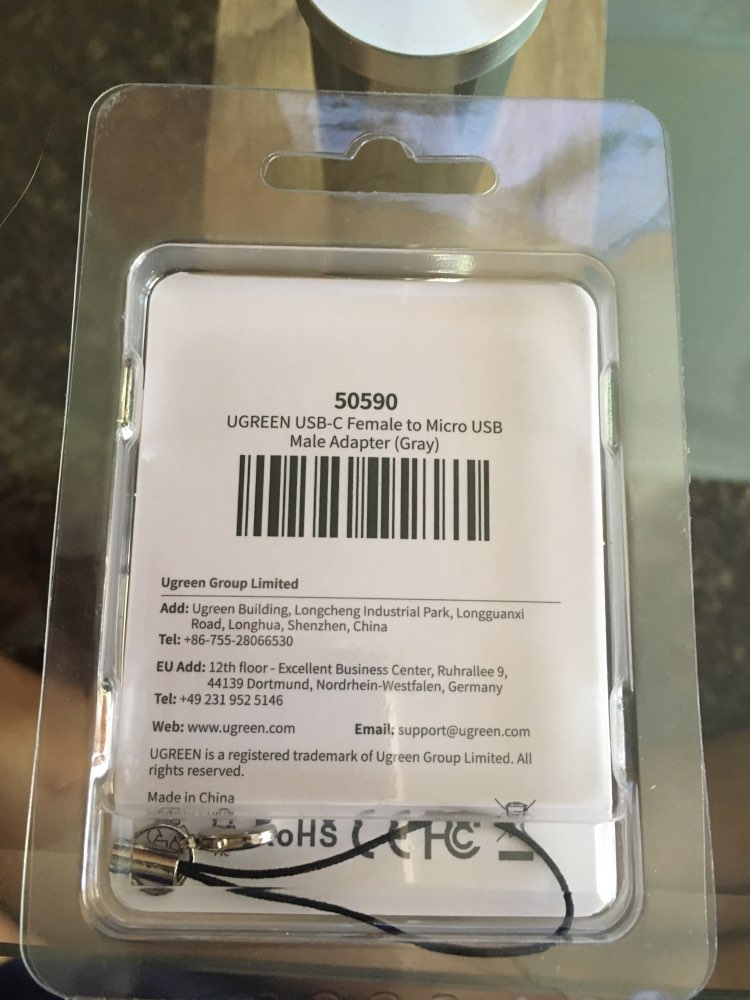 50590
UGREEN USB-C Female to Micro USB
Male Adapter (Gray)
Ugreen Group Limited
Add: Ugreen Building, Longcheng Industrial Park, Longguanxi
Road, Longhua, Shenzhen, China
Tel: +86-755-28066530
EU Add: 12th floor - Excellent Business Center, Ruhrallee 9,
44139 Dortmund, Nordrhein-Westfalen, Germany
Tel: +49 231 952 5146
Web: www.ugreen.com Email: support@ugreen.com
UGREEN is a registered trademark of Ugreen Group Limited. All
rights reserved.
Made in China
RoHS CE FC